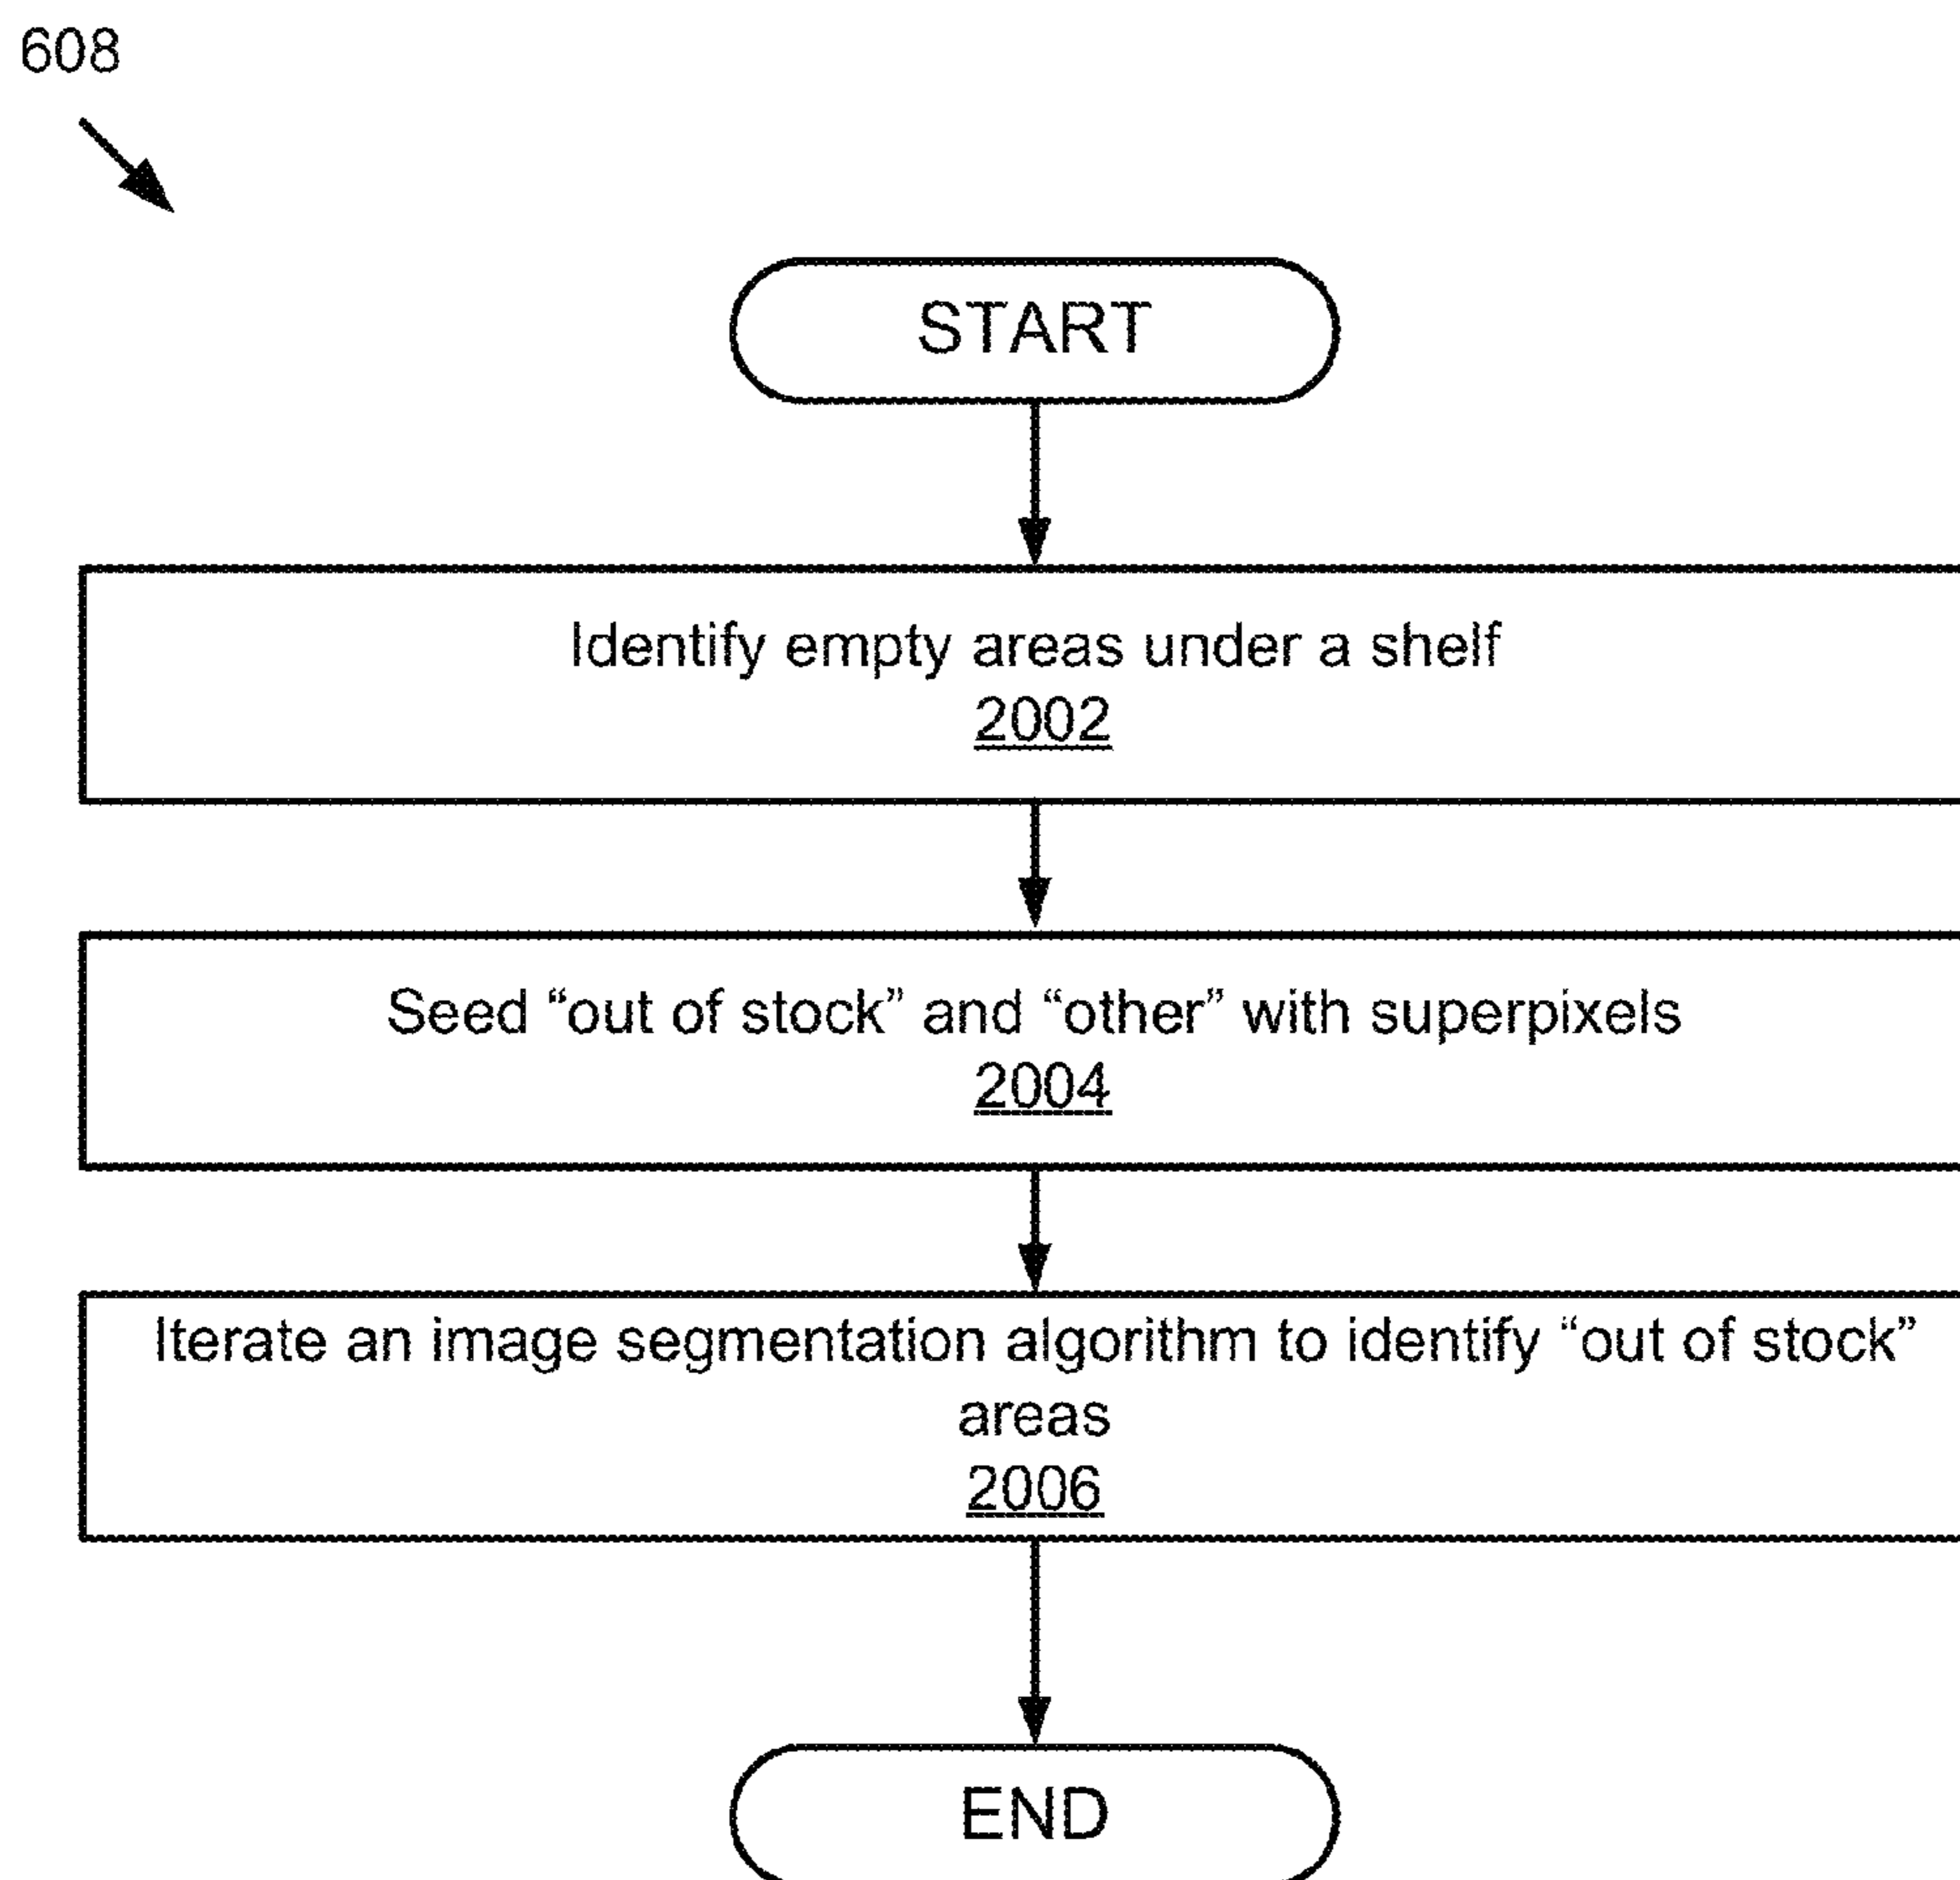 608
START
Identify empty areas under a shelf
2002
Seed “out of stock” and “other” with superpixels
2004
Iterate an image segmentation algorithm to identify “out of stock”
areas
2006
END